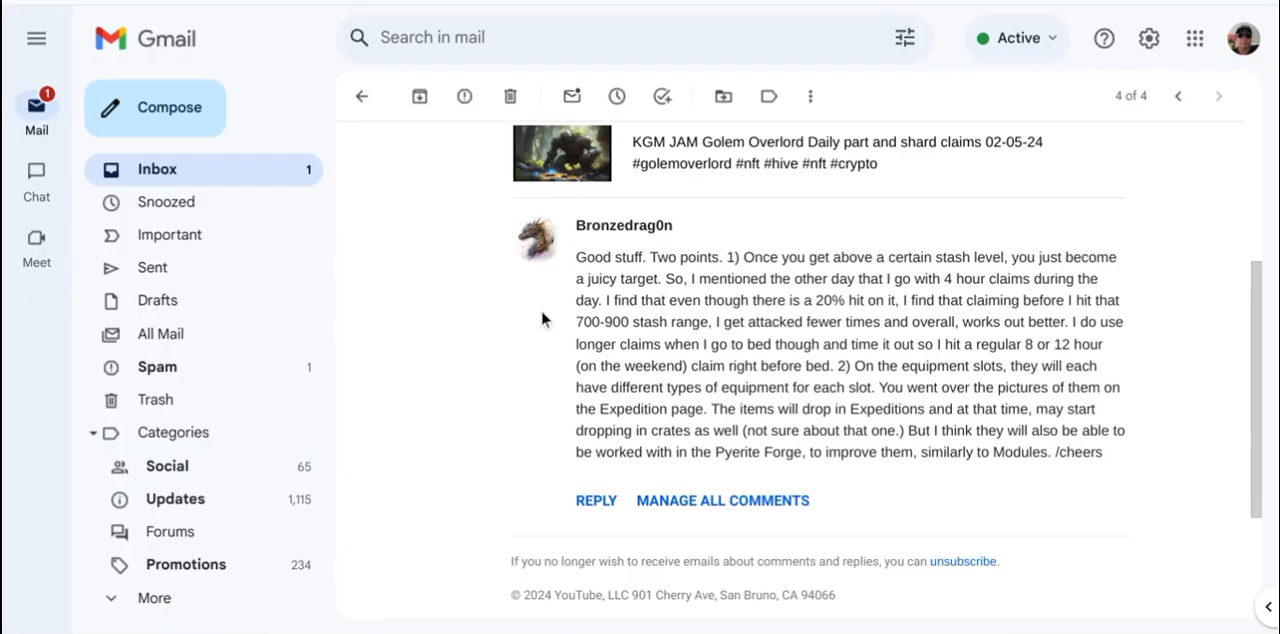 Gmail
Search in mail
Active
1
Mail
Chat
Meet
Compose
Inbox 1
Snoozed
Important
Sent
Drafts
All Mail
Spam 1
Trash
Categories
Social 65
Updates 1,115
Forums
Promotions 234
More
4 of 4
KGM JAM Golem Overlord Daily part and shard claims 02-05-24
#golemoverlord #nft #hive #nft #crypto
Bronzedrag0n
Good stuff. Two points. 1) Once you get above a certain stash level, you just become
a juicy target. So, I mentioned the other day that I go with 4 hour claims during the
day. I find that even though there is a 20% hit on it, I find that claiming before I hit that
700-900 stash range, I get attacked fewer times and overall, works out better. I do use
longer claims when I go to bed though and time it out so I hit a regular 8 or 12 hour
(on the weekend) claim right before bed. 2) On the equipment slots, they will each
have different types of equipment for each slot. You went over the pictures of them on
the Expedition page. The items will drop in Expeditions and at that time, may start
dropping in crates as well (not sure about that one.) But I think they will also be able to
be worked with in the Pyerite Forge, to improve them, similarly to Modules. /cheers
REPLY MANAGE ALL COMMENTS
If you no longer wish to receive emails about comments and replies, you can unsubscribe.
© 2024 YouTube, LLC 901 Cherry Ave, San Bruno, CA 94066